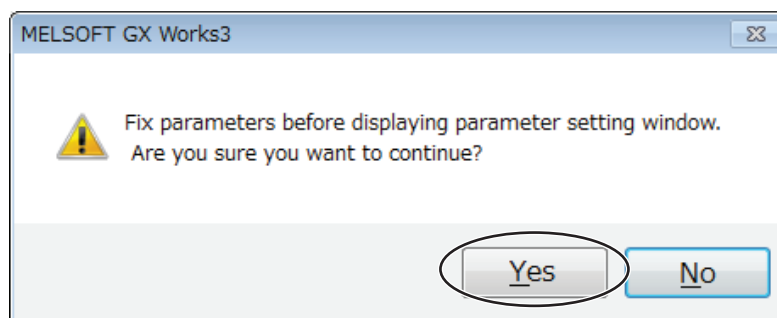 MELSOFT GX Works3
Fix parameters before displaying parameter setting window.
Are you sure you want to continue?
Yes No